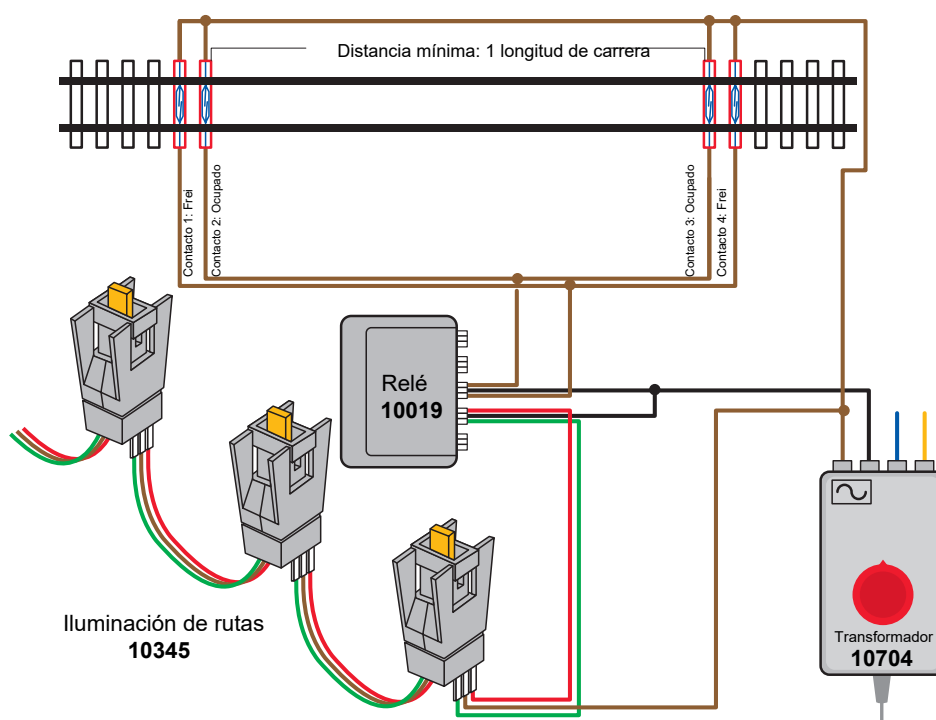 Distancia mínima: 1 longitud de carrera
Contacto 1: Frei
Contacto 2: Ocupado
Contacto 3: Ocupado
Contacto 4: Frei
Relé
10019
Iluminación de rutas
10345
Transformador
10704